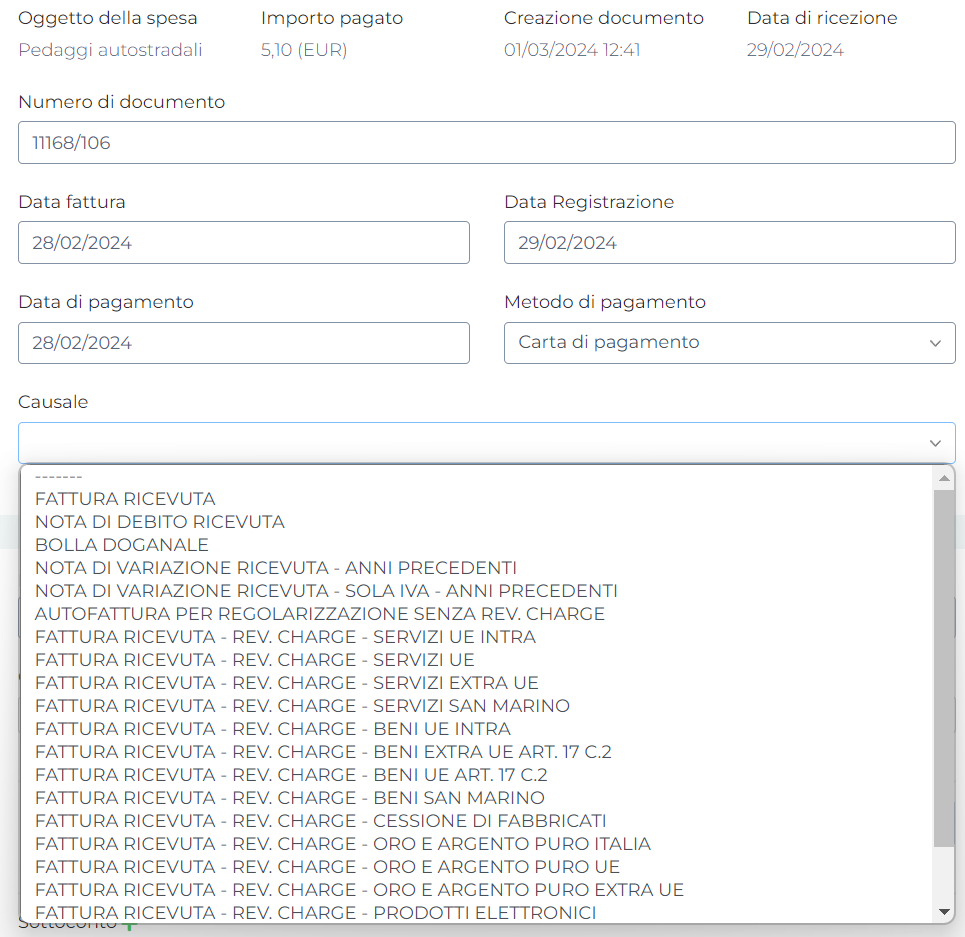 Oggetto della spesa Importo pagato Creazione documento Data di ricezione
Pedaggi autostradali 5,10 (EUR) 01/03/2024 12:41 29/02/2024
Numero di documento
11168/106
Data fattura Data Registrazione
28/02/2024 29/02/2024
Data di pagamento Metodo di pagamento
28/02/2024 Carta di pagamento
Causale
-------
FATTURA RICEVUTA
NOTA DI DEBITO RICEVUTA
BOLLA DOGANALE
NOTA DI VARIAZIONE RICEVUTA - ANNI PRECEDENTI
NOTA DI VARIAZIONE RICEVUTA - SOLA IVA - ANNI PRECEDENTI
AUTOFATTURA PER REGOLARIZZAZIONE SENZA REV. CHARGE
FATTURA RICEVUTA - REV. CHARGE - SERVIZI UE INTRA
FATTURA RICEVUTA - REV. CHARGE - SERVIZI UE
FATTURA RICEVUTA - REV. CHARGE - SERVIZI EXTRA UE
FATTURA RICEVUTA - REV. CHARGE - SERVIZI SAN MARINO
FATTURA RICEVUTA - REV. CHARGE - BENI UE INTRA
FATTURA RICEVUTA - REV. CHARGE - BENI EXTRA UE ART. 17 C.2
FATTURA RICEVUTA - REV. CHARGE - BENI UE ART. 17 C.2
FATTURA RICEVUTA - REV. CHARGE - BENI SAN MARINO
FATTURA RICEVUTA - REV. CHARGE - CESSIONE DI FABBRICATI
FATTURA RICEVUTA - REV. CHARGE - ORO E ARGENTO PURO ITALIA
FATTURA RICEVUTA - REV. CHARGE - ORO E ARGENTO PURO UE
FATTURA RICEVUTA - REV. CHARGE - ORO E ARGENTO PURO EXTRA UE
FATTURA RICEVUTA - REV. CHARGE - PRODOTTI ELETTRONICI
Sottoconto +